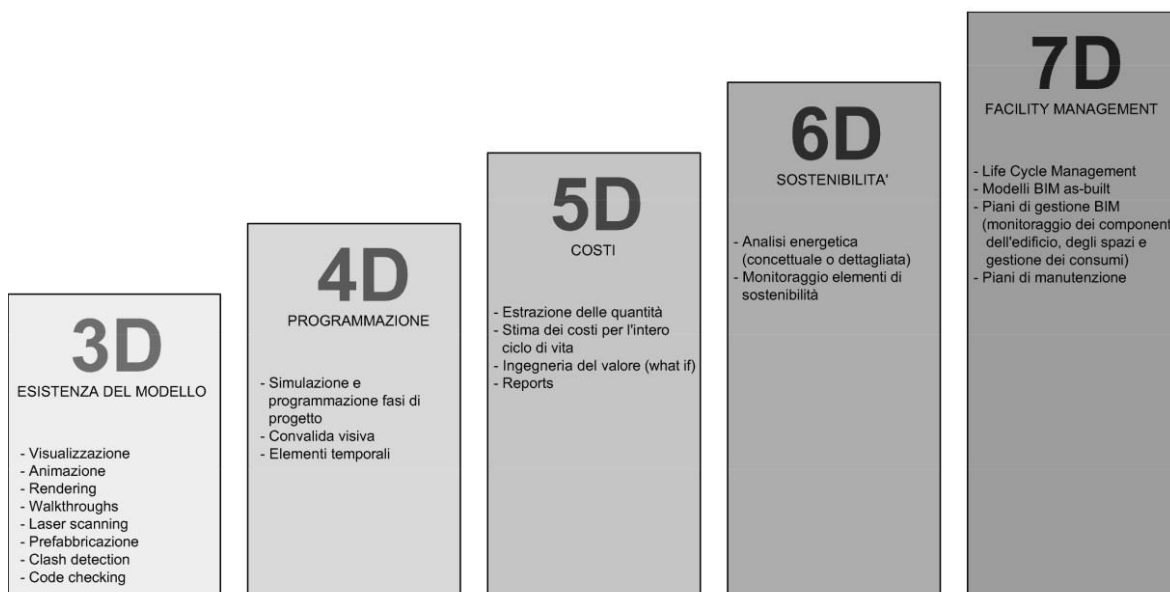 3D
ESISTENZA DEL MODELLO
- Visualizzazione
- Animazione
- Rendering
- Walkthroughs
- Laser scanning
- Prefabbricazione
- Clash detection
- Code checking
4D
PROGRAMMAZIONE
- Simulazione e
programmazione fasi di
progetto
- Convalida visiva
- Elementi temporali
5D
COSTI
- Estrazione delle quantità
- Stima dei costi per l'intero
ciclo di vita
- Ingegneria del valore (what if)
- Reports
6D
SOSTENIBILITA'
- Analisi energetica
(concettuale o dettagliata)
- Monitoraggio elementi di
sostenibilità
7D
FACILITY MANAGEMENT
- Life Cycle Management
- Modelli BIM as-built
- Piani di gestione BIM
(monitoraggio dei component
dell'edificio, degli spazi e
gestione dei consumi)
- Piani di manutenzione